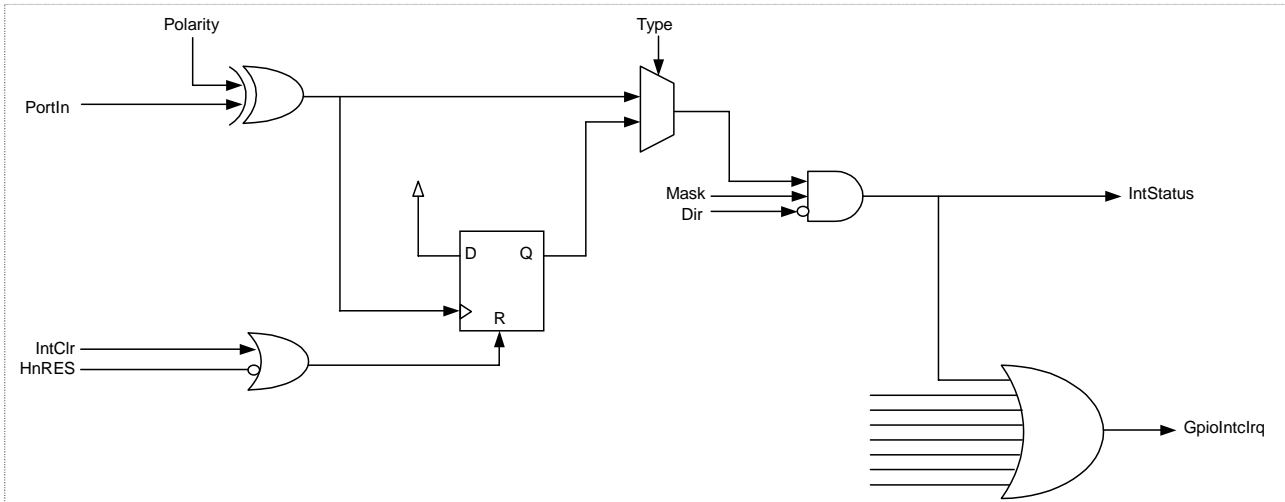 Polarity
Type
PortIn
Mask
Dir
IntStatus
D
Q
R
IntClr
HnRES
GpioIntcIrq